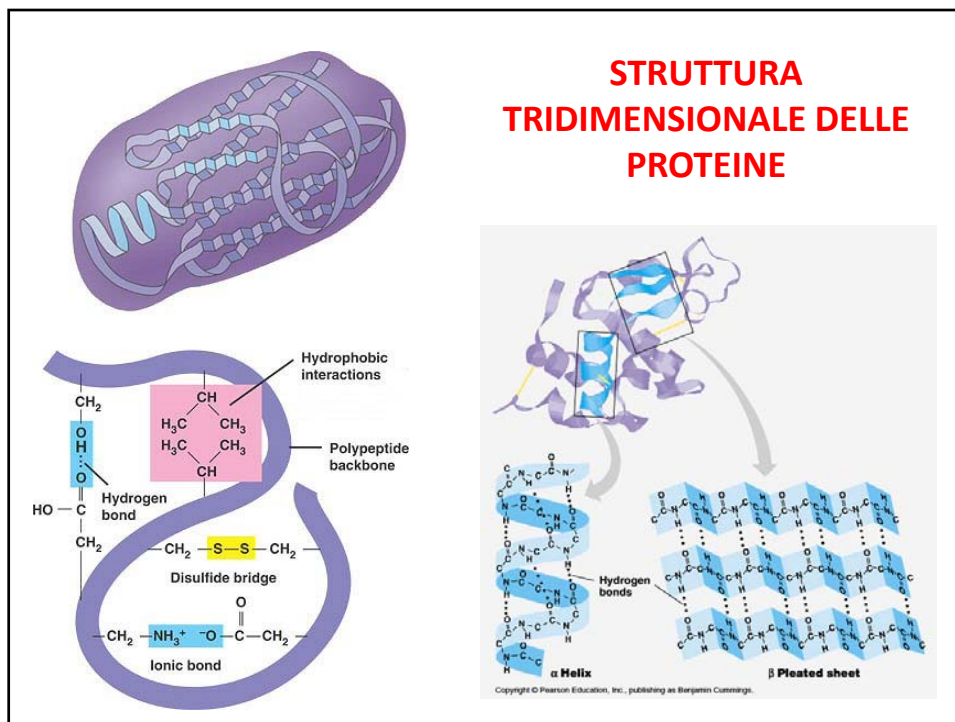 STRUTTURA
TRIDIMENSIONALE DELLE
PROTEINE
Hydrophobic
interactions
CH
CH₂
H₃C CH₃
OH
H₃C CH₃
Polypeptide
backbone
CH
O
Hydrogen
bond
HO — C
CH₂
CH₂ — S — S — CH₂
Disulfide bridge
O
CH₂ — NH₃⁺ ⁻O — C — CH₂
Ionic bond
Hydrogen
bonds
α Helix
β Pleated sheet
Copyright © Pearson Education, Inc., publishing as Benjamin Cummings.